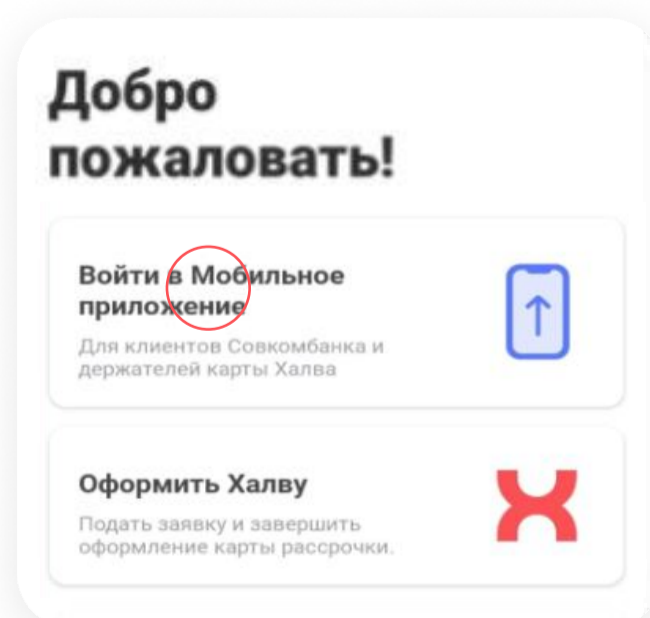 Добро
пожаловать!
Войти в Мобильное
приложение
Для клиентов Совкомбанка и
держателей карты Халва
Оформить Халву
Подать заявку и завершить
оформление карты рассрочки.